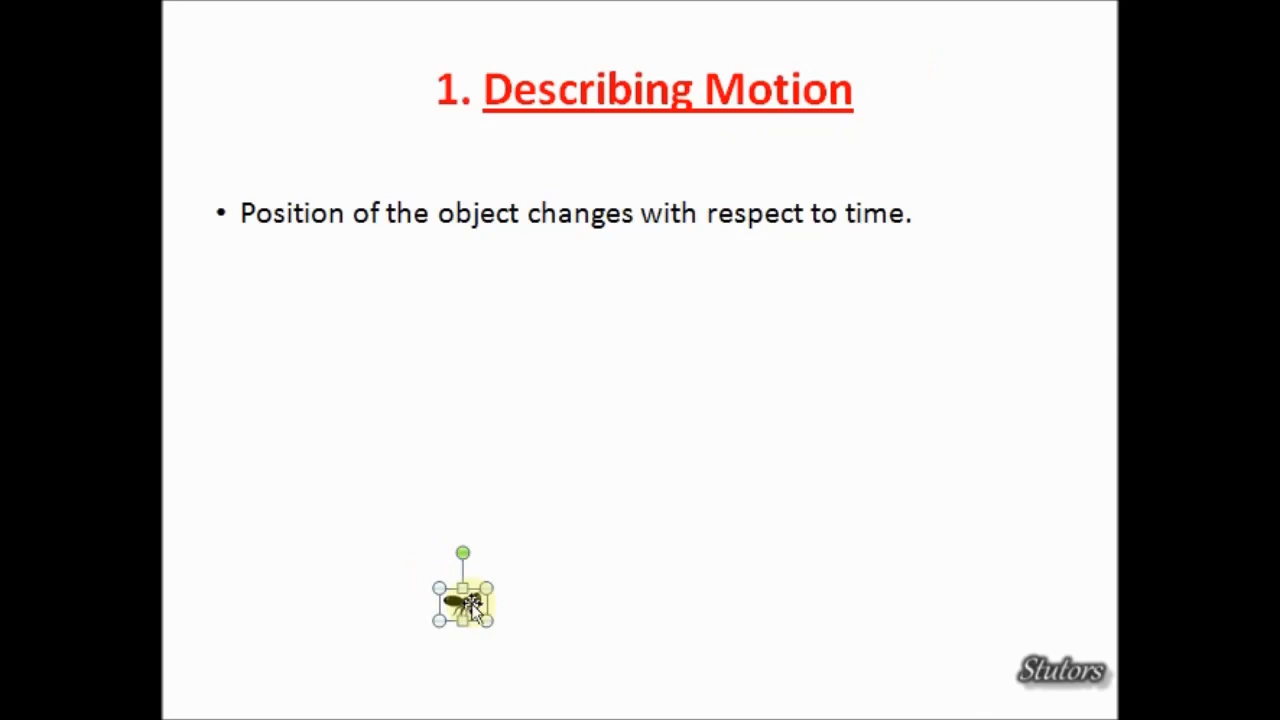 1. Describing Motion
• Position of the object changes with respect to time.
Stutors